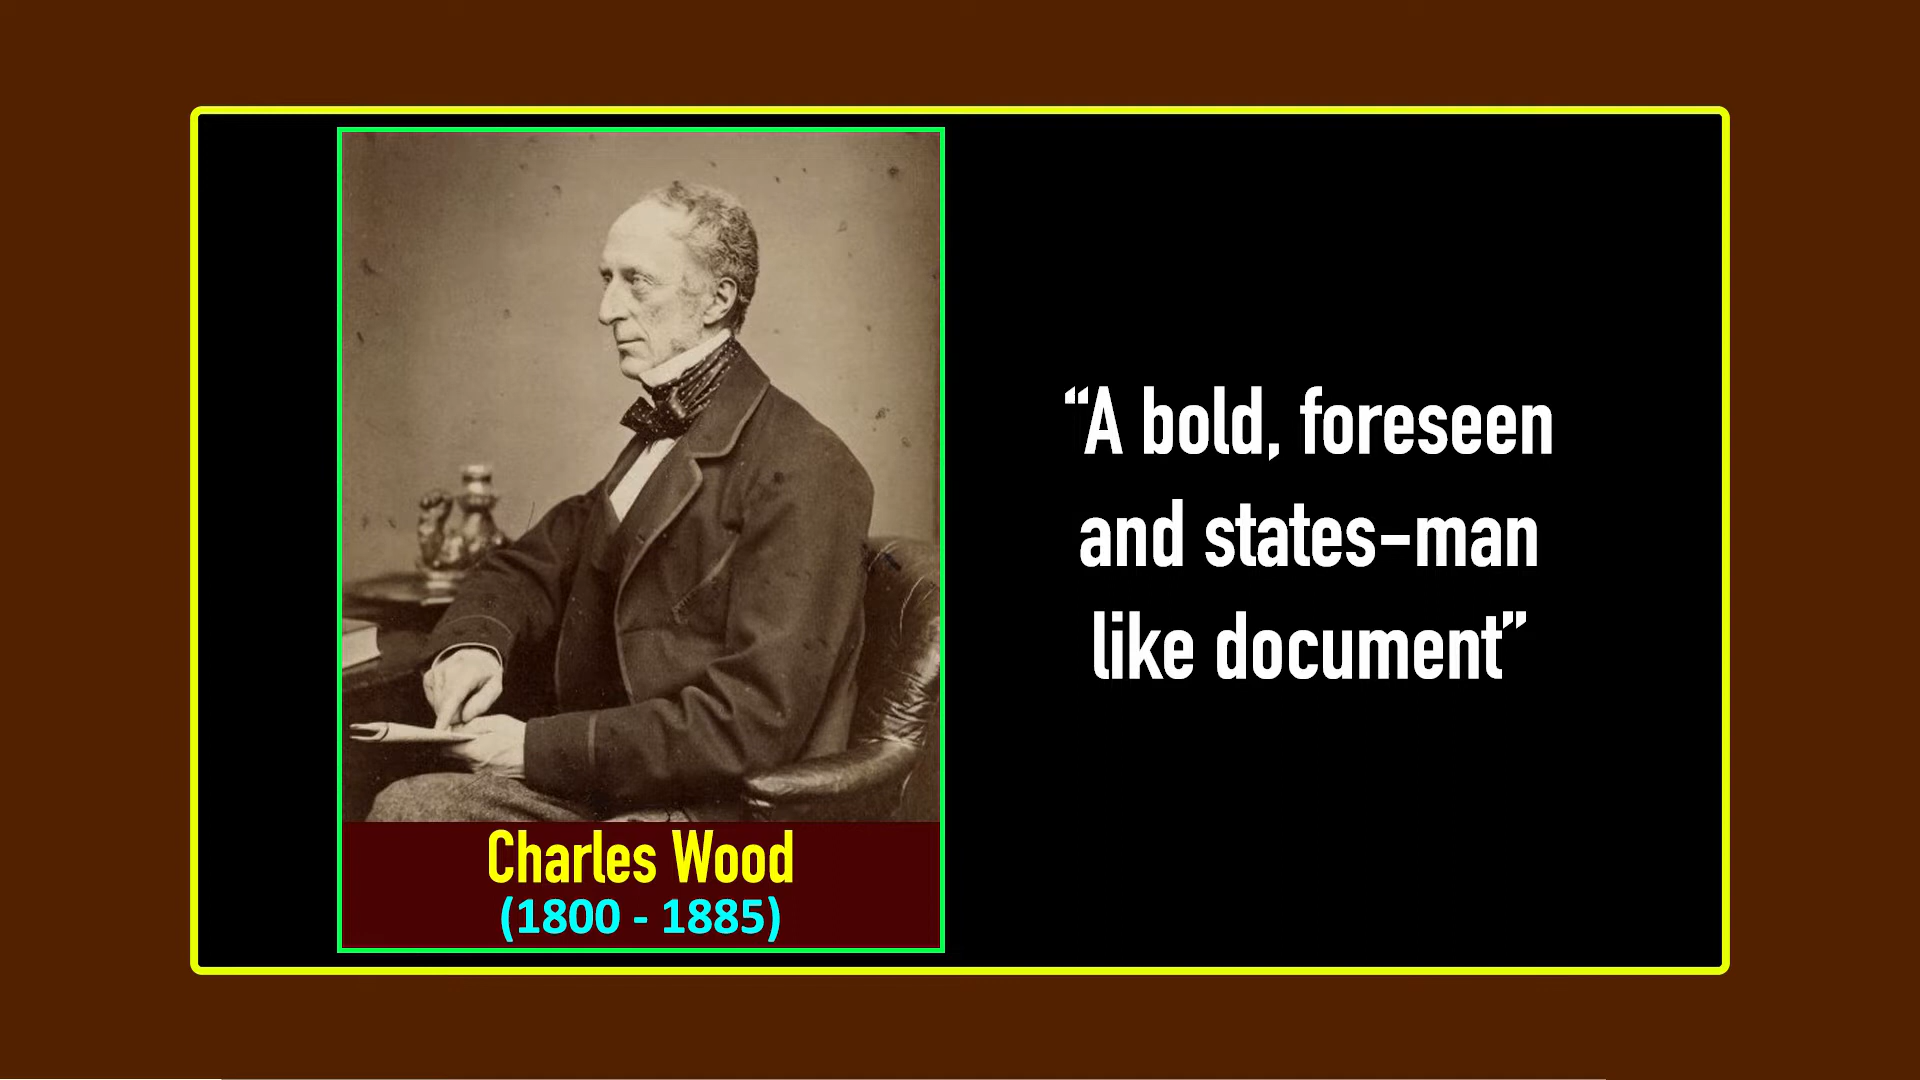 “A bold, foreseen
and states-man
like document”
Charles Wood
(1800 - 1885)